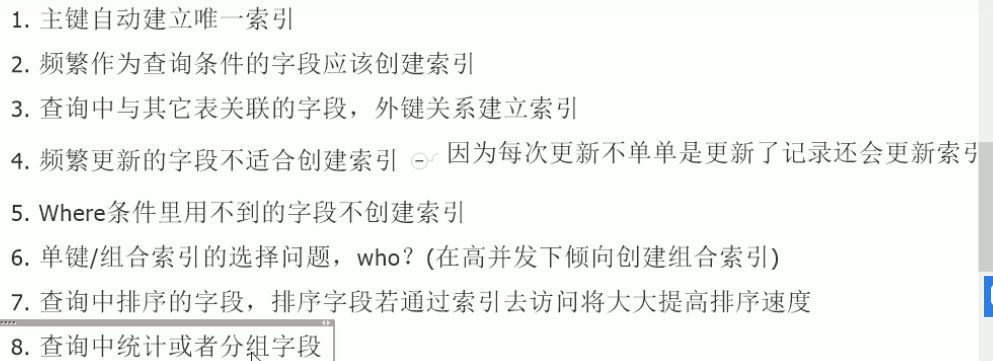 1. 主键自动建立唯一索引
2. 频繁作为查询条件的字段应该创建索引
3. 查询中与其它表关联的字段，外键关系建立索引
4. 频繁更新的字段不适合创建索引 因为每次更新不单单是更新了记录还会更新索引
5. Where条件里用不到的字段不创建索引
6. 单键/组合索引的选择问题，who？(在高并发下倾向创建组合索引)
7. 查询中排序的字段，排序字段若通过索引去访问将大大提高排序速度
8. 查询中统计或者分组字段